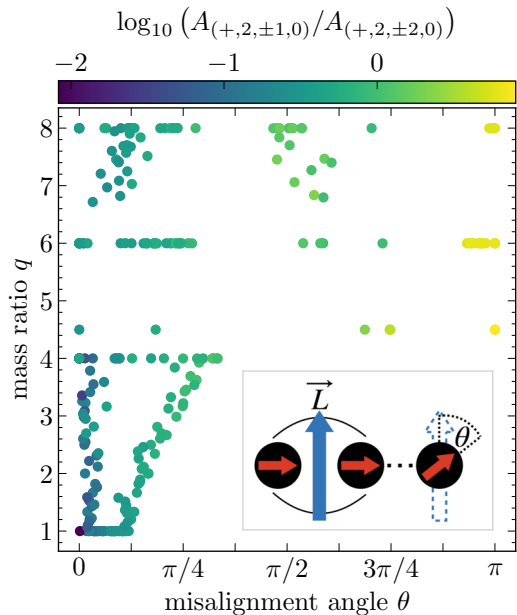 log₁₀ (A₍₊,₂,±₁,₀₎/A₍₊,₂,±₂,₀₎)
−2 −1 0
mass ratio q
8
7
6
5
4
3
2
1
L⃗
θ
0 π/4 π/2 3π/4 π
misalignment angle θ